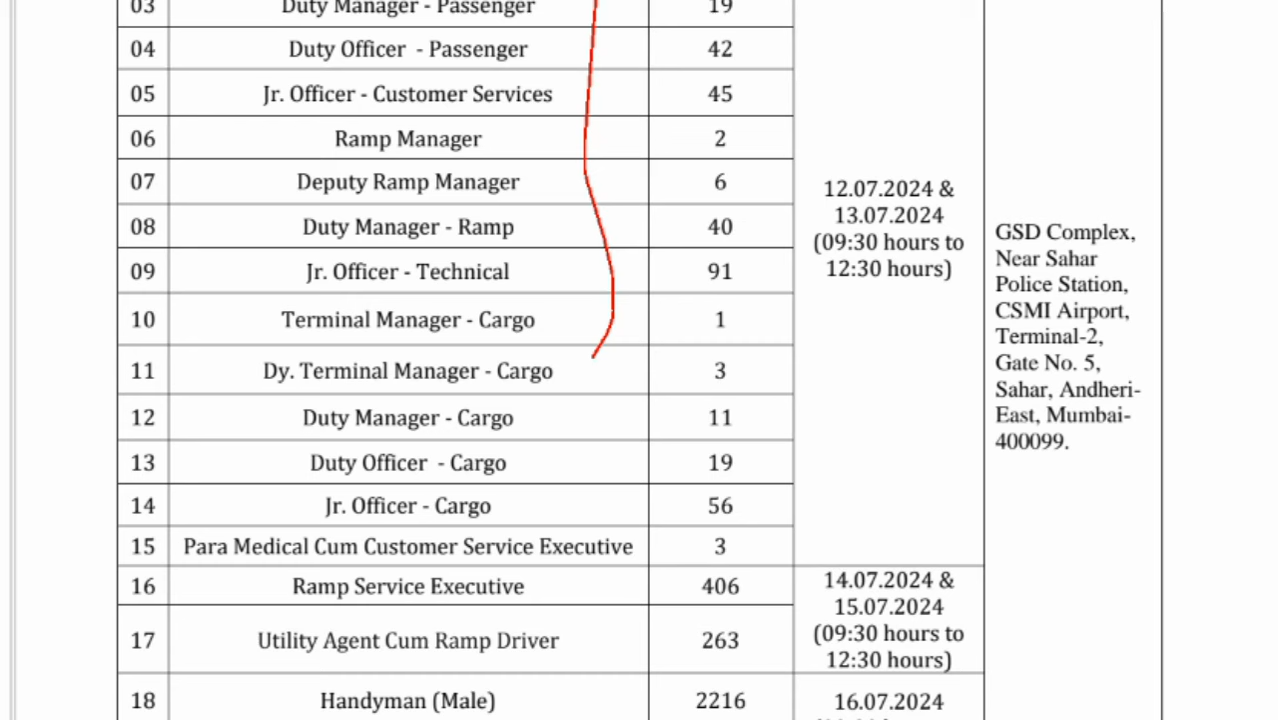 03 Duty Manager - Passenger 19
04 Duty Officer - Passenger 42
05 Jr. Officer - Customer Services 45
06 Ramp Manager 2
07 Deputy Ramp Manager 6
08 Duty Manager - Ramp 40
09 Jr. Officer - Technical 91
10 Terminal Manager - Cargo 1
11 Dy. Terminal Manager - Cargo 3
12 Duty Manager - Cargo 11
13 Duty Officer - Cargo 19
14 Jr. Officer - Cargo 56
15 Para Medical Cum Customer Service Executive 3
12.07.2024 &
13.07.2024
(09:30 hours to
12:30 hours)
16 Ramp Service Executive 406
17 Utility Agent Cum Ramp Driver 263
14.07.2024 &
15.07.2024
(09:30 hours to
12:30 hours)
18 Handyman (Male) 2216
16.07.2024
GSD Complex,
Near Sahar
Police Station,
CSMI Airport,
Terminal-2,
Gate No. 5,
Sahar, Andheri-
East, Mumbai-
400099.